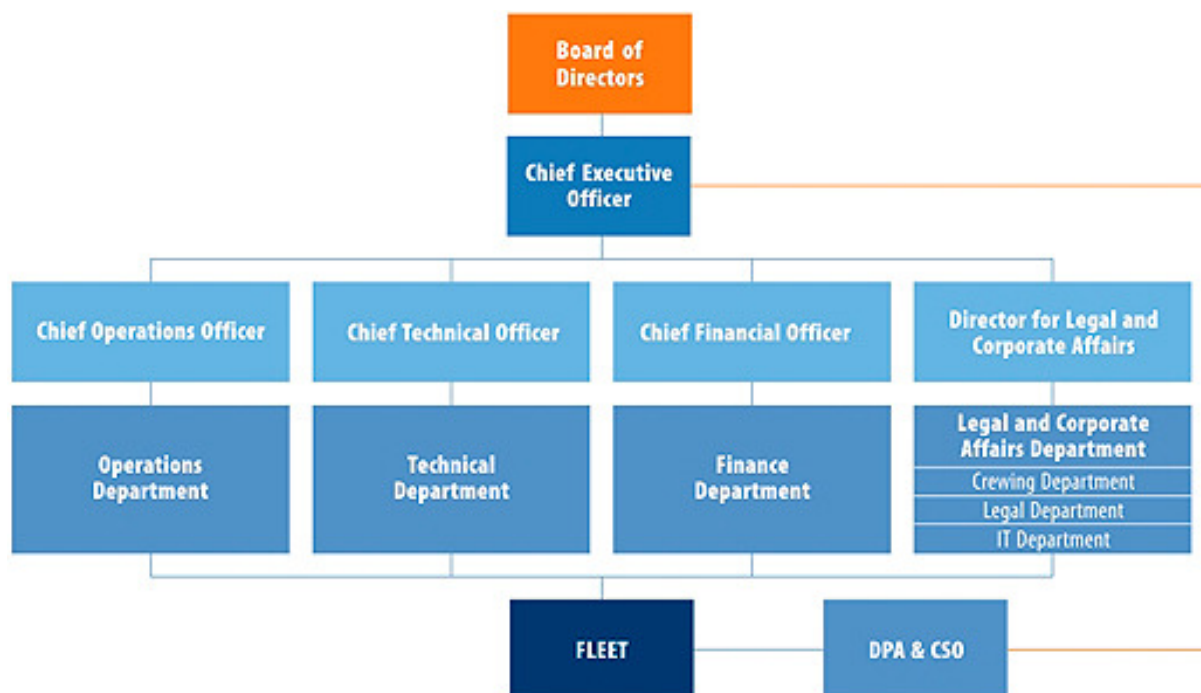 Board of
Directors
Chief Executive
Officer
Chief Operations Officer
Chief Technical Officer
Chief Financial Officer
Director for Legal and
Corporate Affairs
Operations
Department
Technical
Department
Finance
Department
Legal and Corporate
Affairs Department
Crewing Department
Legal Department
IT Department
FLEET
DPA & CSO